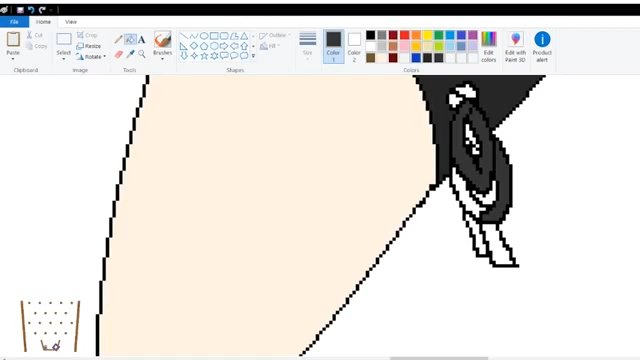 File Home View
Paste
Cut
Copy
Clipboard
Select
Crop
Resize
Rotate
Image
A
Tools
Brushes
Outline
Fill
Shapes
Size
Color 1
Color 2
Colors
Edit colors
Edit with Paint 3D
Product alert